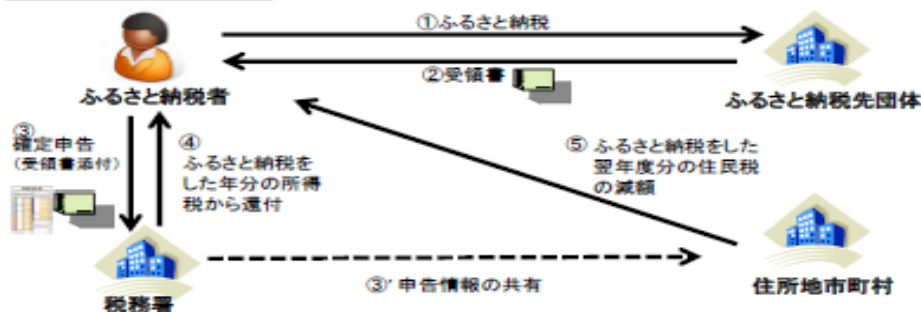 ①ふるさと納税
②受領書
ふるさと納税者
ふるさと納税先団体
③
確定申告
（受領書添付）
④
ふるさと納税を
した年分の所得
税から還付
⑤ ふるさと納税をした
翌年度分の住民税
の減額
税務署
③’申告情報の共有
住所地市町村